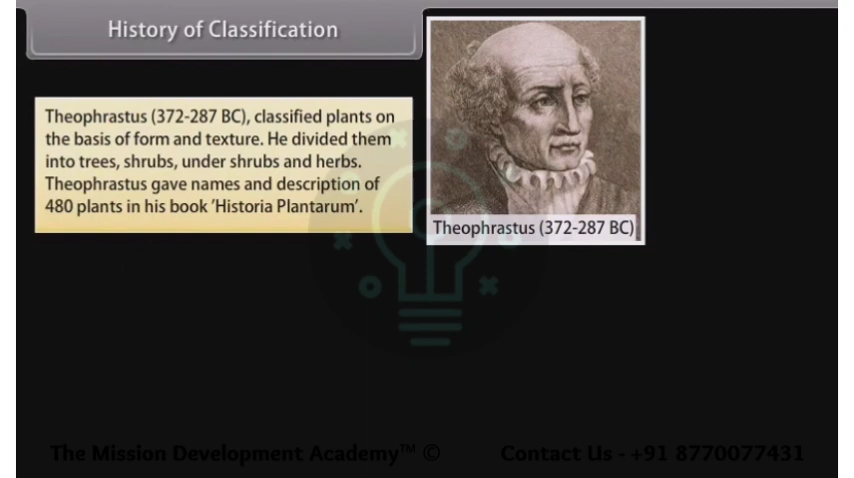 History of Classification
Theophrastus (372-287 BC), classified plants on
the basis of form and texture. He divided them
into trees, shrubs, under shrubs and herbs.
Theophrastus gave names and description of
480 plants in his book 'Historia Plantarum'.
Theophrastus (372-287 BC)
The Mission Development Academy™ ©
Contact Us - +91 8770077431